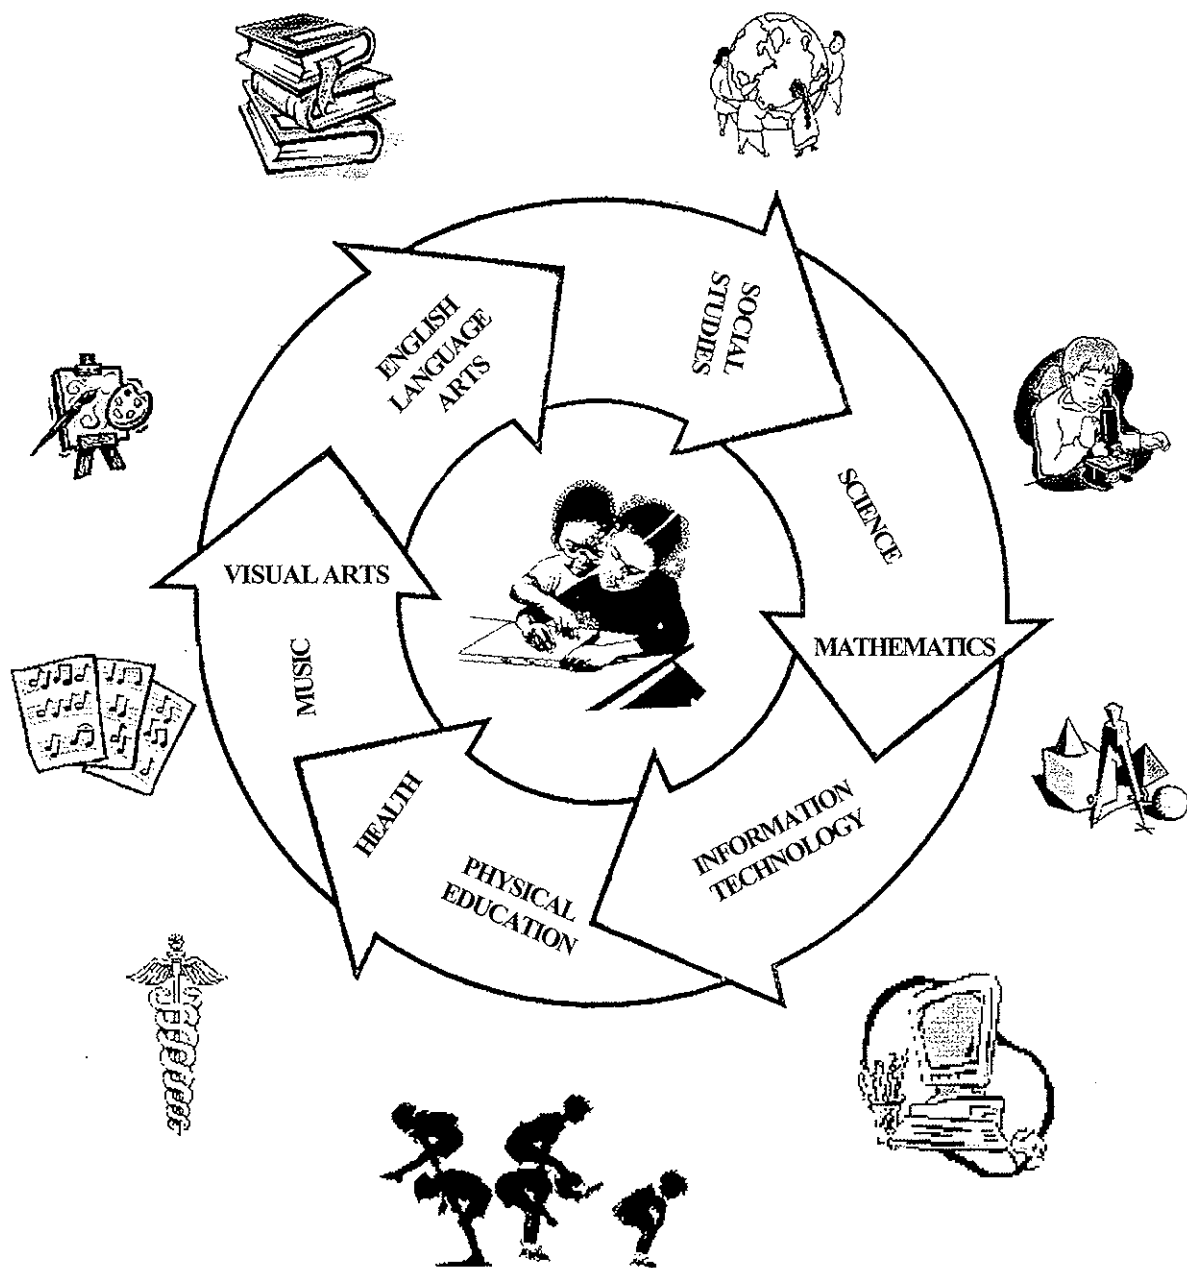 ENGLISH
LANGUAGE
ARTS
SOCIAL
STUDIES
SCIENCE
MATHEMATICS
INFORMATION
TECHNOLOGY
PHYSICAL
EDUCATION
HEALTH
MUSIC
VISUAL ARTS